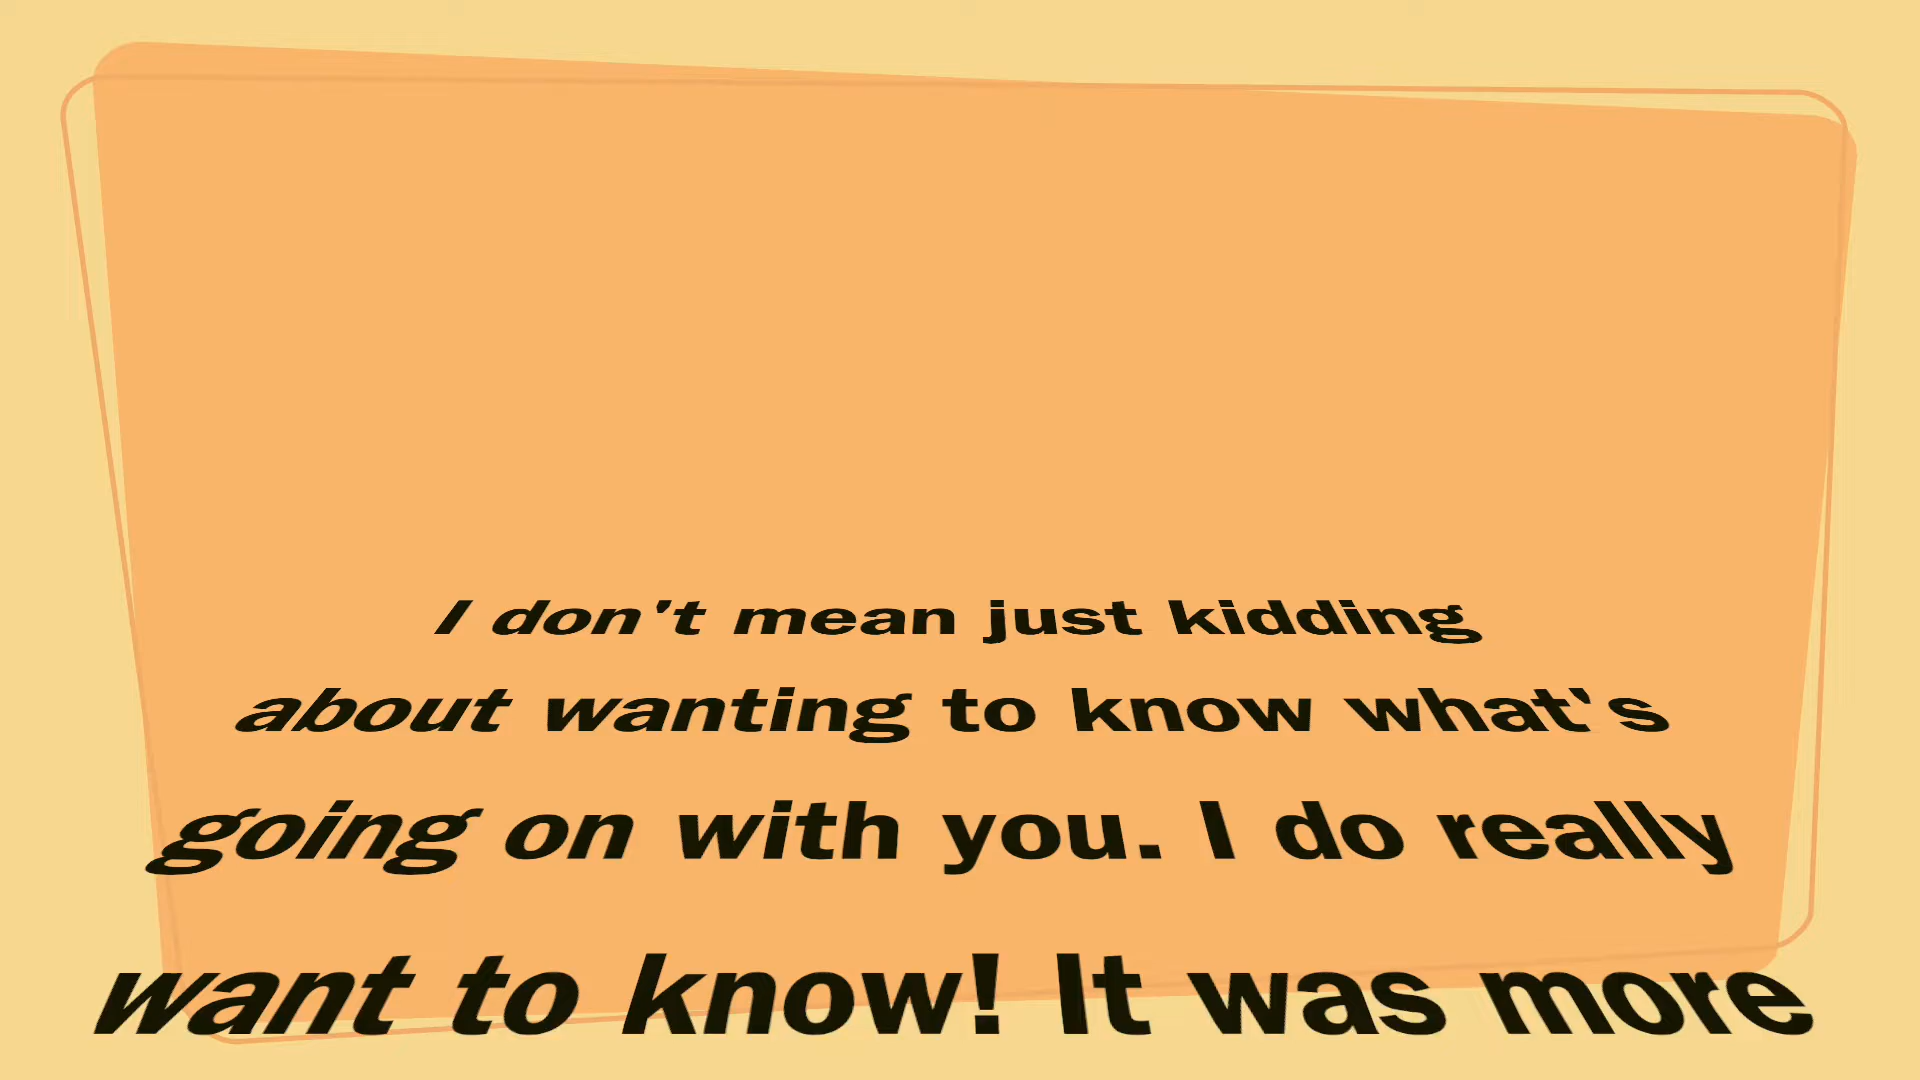 I don't mean just kidding
about wanting to know what's
going on with you. I do really
want to know! It was more